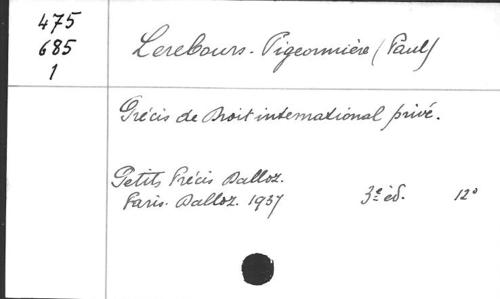 475
685
1
Lerebours-Pigeonnière (Paul)
Précis de Droit international privé.
Petits Précis Dalloz.
Paris. Dalloz. 1937 3e éd. 12°